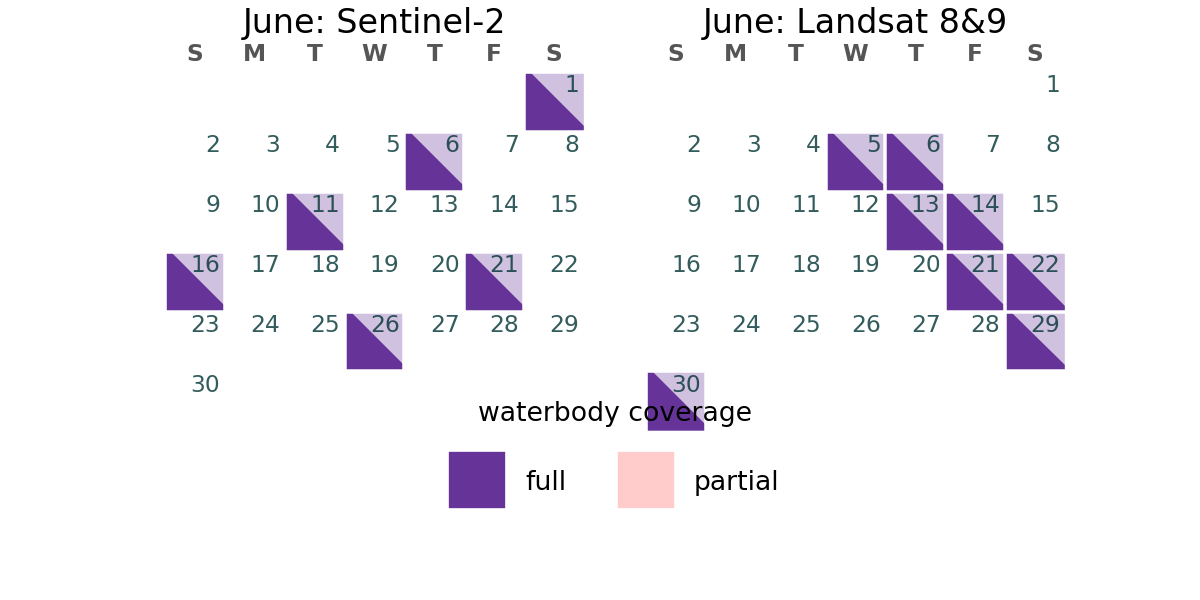 June: Sentinel-2
S M T W T F S
1
2 3 4 5 6 7 8
9 10 11 12 13 14 15
16 17 18 19 20 21 22
23 24 25 26 27 28 29
30
June: Landsat 8&9
S M T W T F S
1
2 3 4 5 6 7 8
9 10 11 12 13 14 15
16 17 18 19 20 21 22
23 24 25 26 27 28 29
30
waterbody coverage
full partial